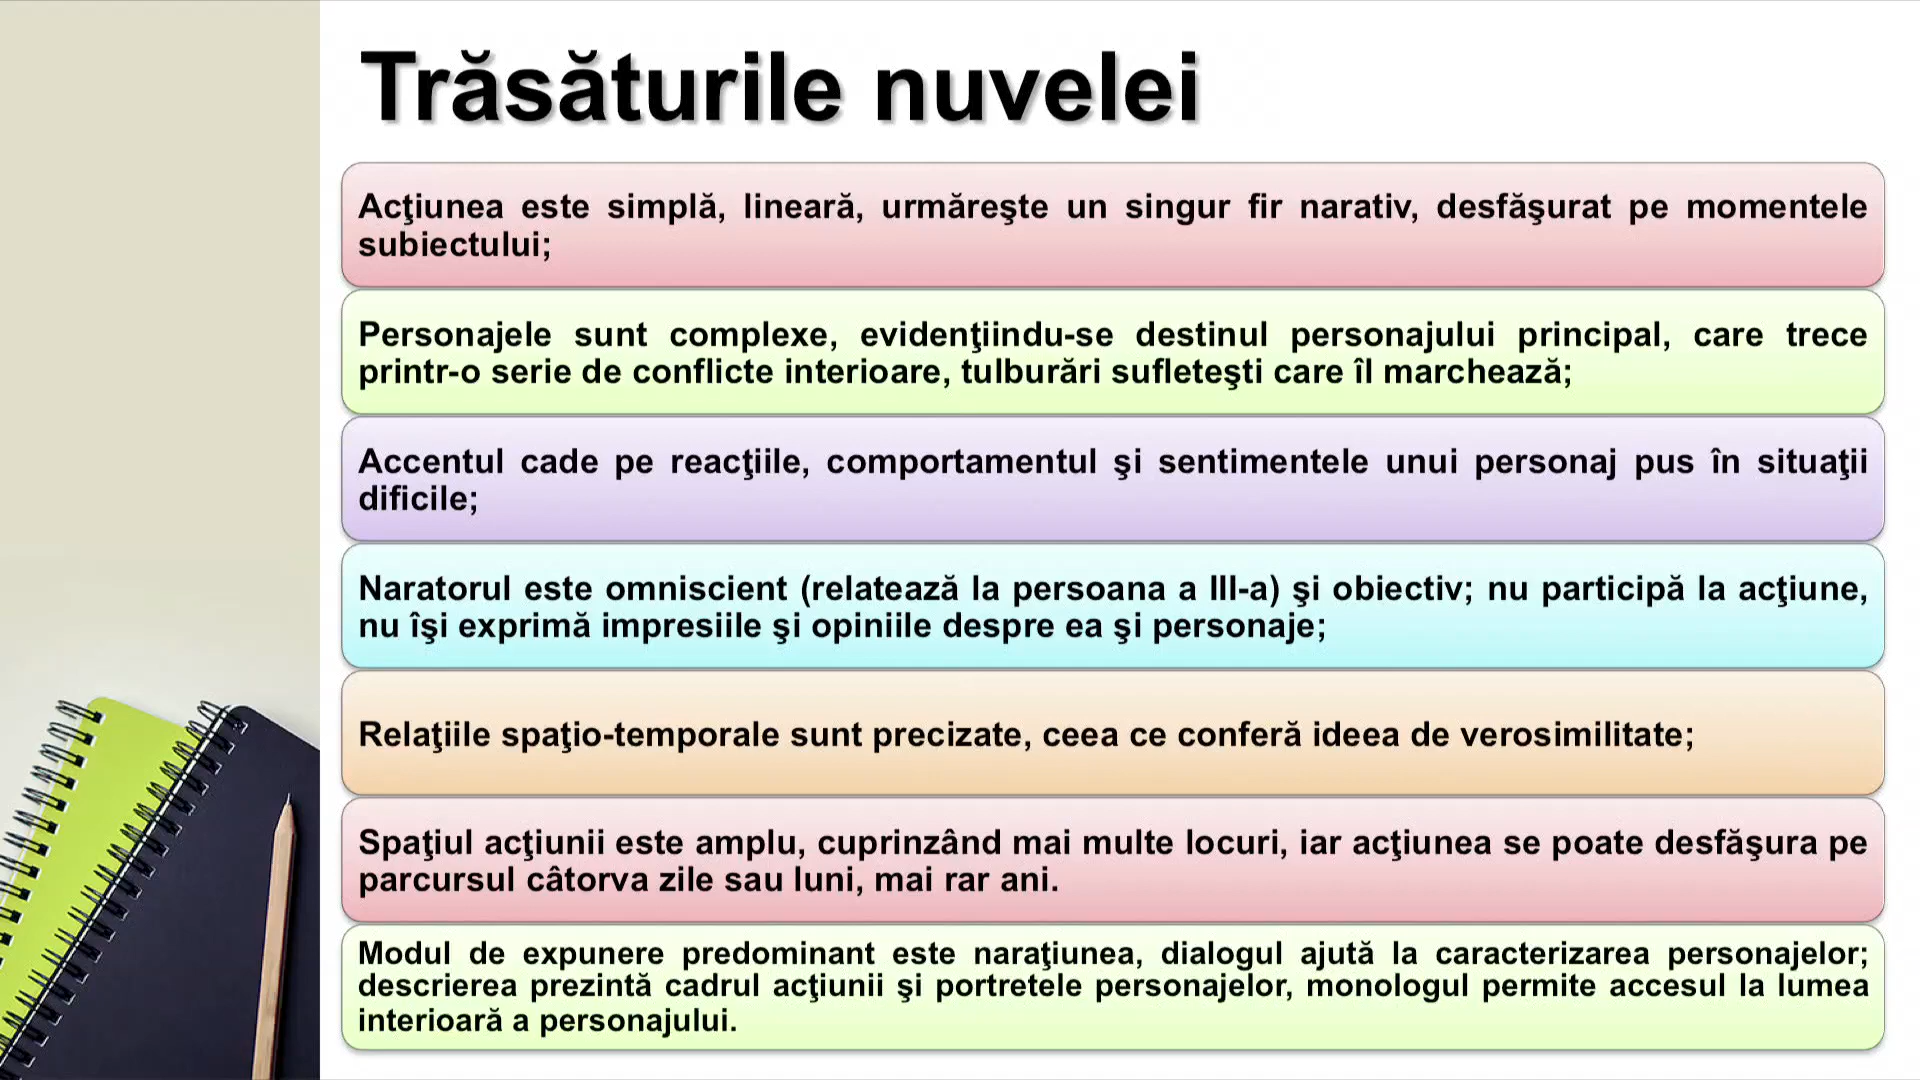 Trăsăturile nuvelei
Acţiunea este simplă, lineară, urmăreşte un singur fir narativ, desfăşurat pe momentele
subiectului;
Personajele sunt complexe, evidenţiindu-se destinul personajului principal, care trece
printr-o serie de conflicte interioare, tulburări sufleteşti care îl marchează;
Accentul cade pe reacţiile, comportamentul şi sentimentele unui personaj pus în situaţii
dificile;
Naratorul este omniscient (relatează la persoana a III-a) şi obiectiv; nu participă la acţiune,
nu îşi exprimă impresiile şi opiniile despre ea şi personaje;
Relaţiile spaţio-temporale sunt precizate, ceea ce conferă ideea de verosimilitate;
Spaţiul acţiunii este amplu, cuprinzând mai multe locuri, iar acţiunea se poate desfăşura pe
parcursul câtorva zile sau luni, mai rar ani.
Modul de expunere predominant este naraţiunea, dialogul ajută la caracterizarea personajelor;
descrierea prezintă cadrul acţiunii şi portretele personajelor, monologul permite accesul la lumea
interioară a personajului.